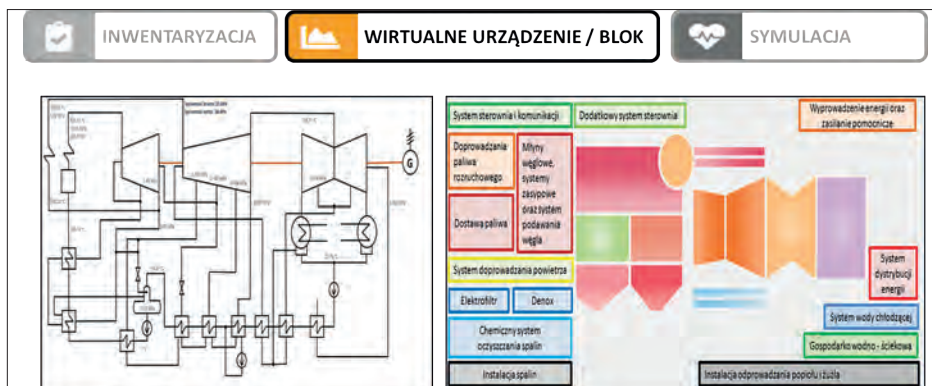 INWENTARYZACJA
WIRTUALNE URZĄDZENIE / BLOK
SYMULACJA
G
System sterownia i komunikacji
Dodatkowy system sterownia
Wyprowadzenie energii oraz
zasilanie pomocnicze
Doprowadzania
paliwa
rozruchowego
Młyny
węglowe,
systemy
zasypowe
oraz system
podawania
węgla
Dostawa paliwa
System doprowadzania powietrza
Elektrofiltr
Denox
Chemiczny system
oczyszczania spalin
Instalacja spalin
System
dystrybucji
energii
System wody chłodzącej
Gospodarko wodno - ściekowa
Instalacja odprowadzania popiołu i żużla